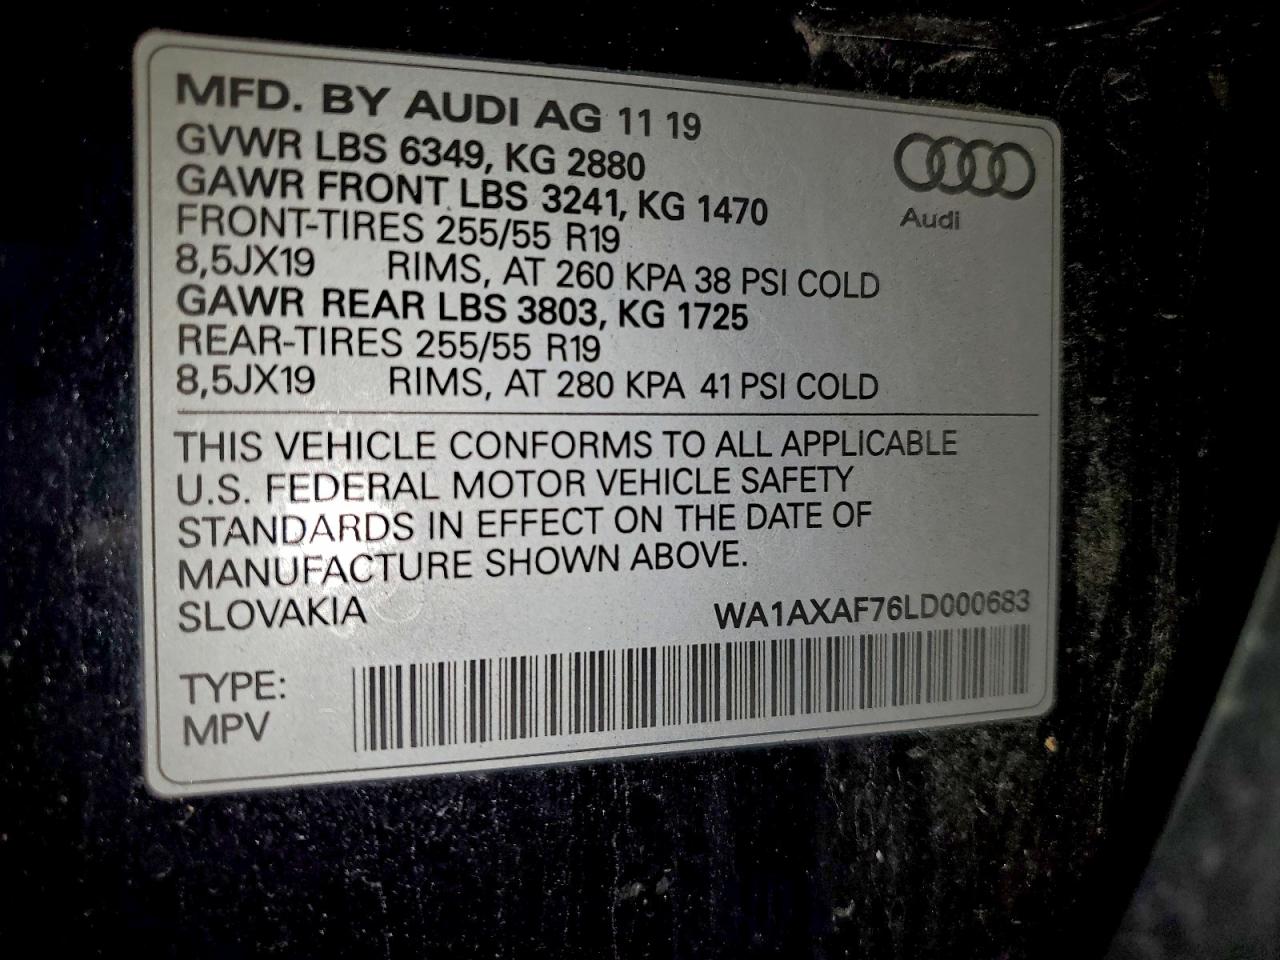 MFD. BY AUDI AG 11 19
GVWR LBS 6349, KG 2880
GAWR FRONT LBS 3241, KG 1470
FRONT-TIRES 255/55 R19
8,5JX19 RIMS, AT 260 KPA 38 PSI COLD
GAWR REAR LBS 3803, KG 1725
REAR-TIRES 255/55 R19
8,5JX19 RIMS, AT 280 KPA 41 PSI COLD
Audi
THIS VEHICLE CONFORMS TO ALL APPLICABLE
U.S. FEDERAL MOTOR VEHICLE SAFETY
STANDARDS IN EFFECT ON THE DATE OF
MANUFACTURE SHOWN ABOVE.
SLOVAKIA WA1AXAF76LD000683
TYPE:
MPV